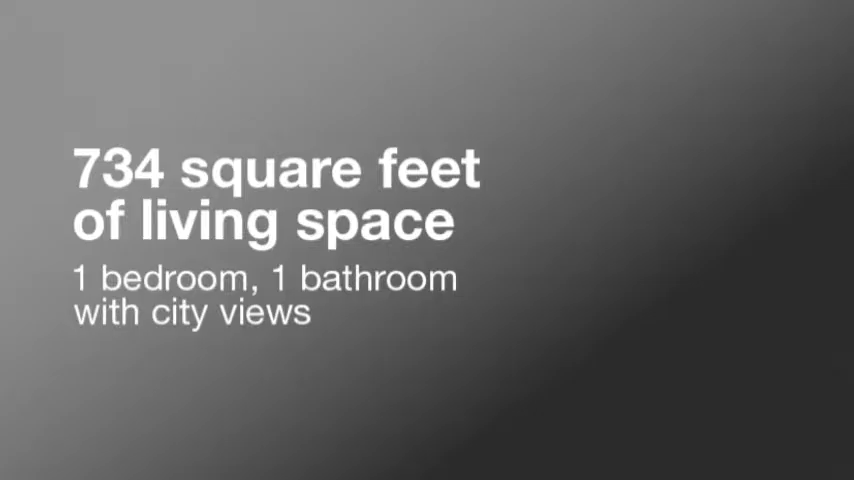 734 square feet
of living space
1 bedroom, 1 bathroom
with city views